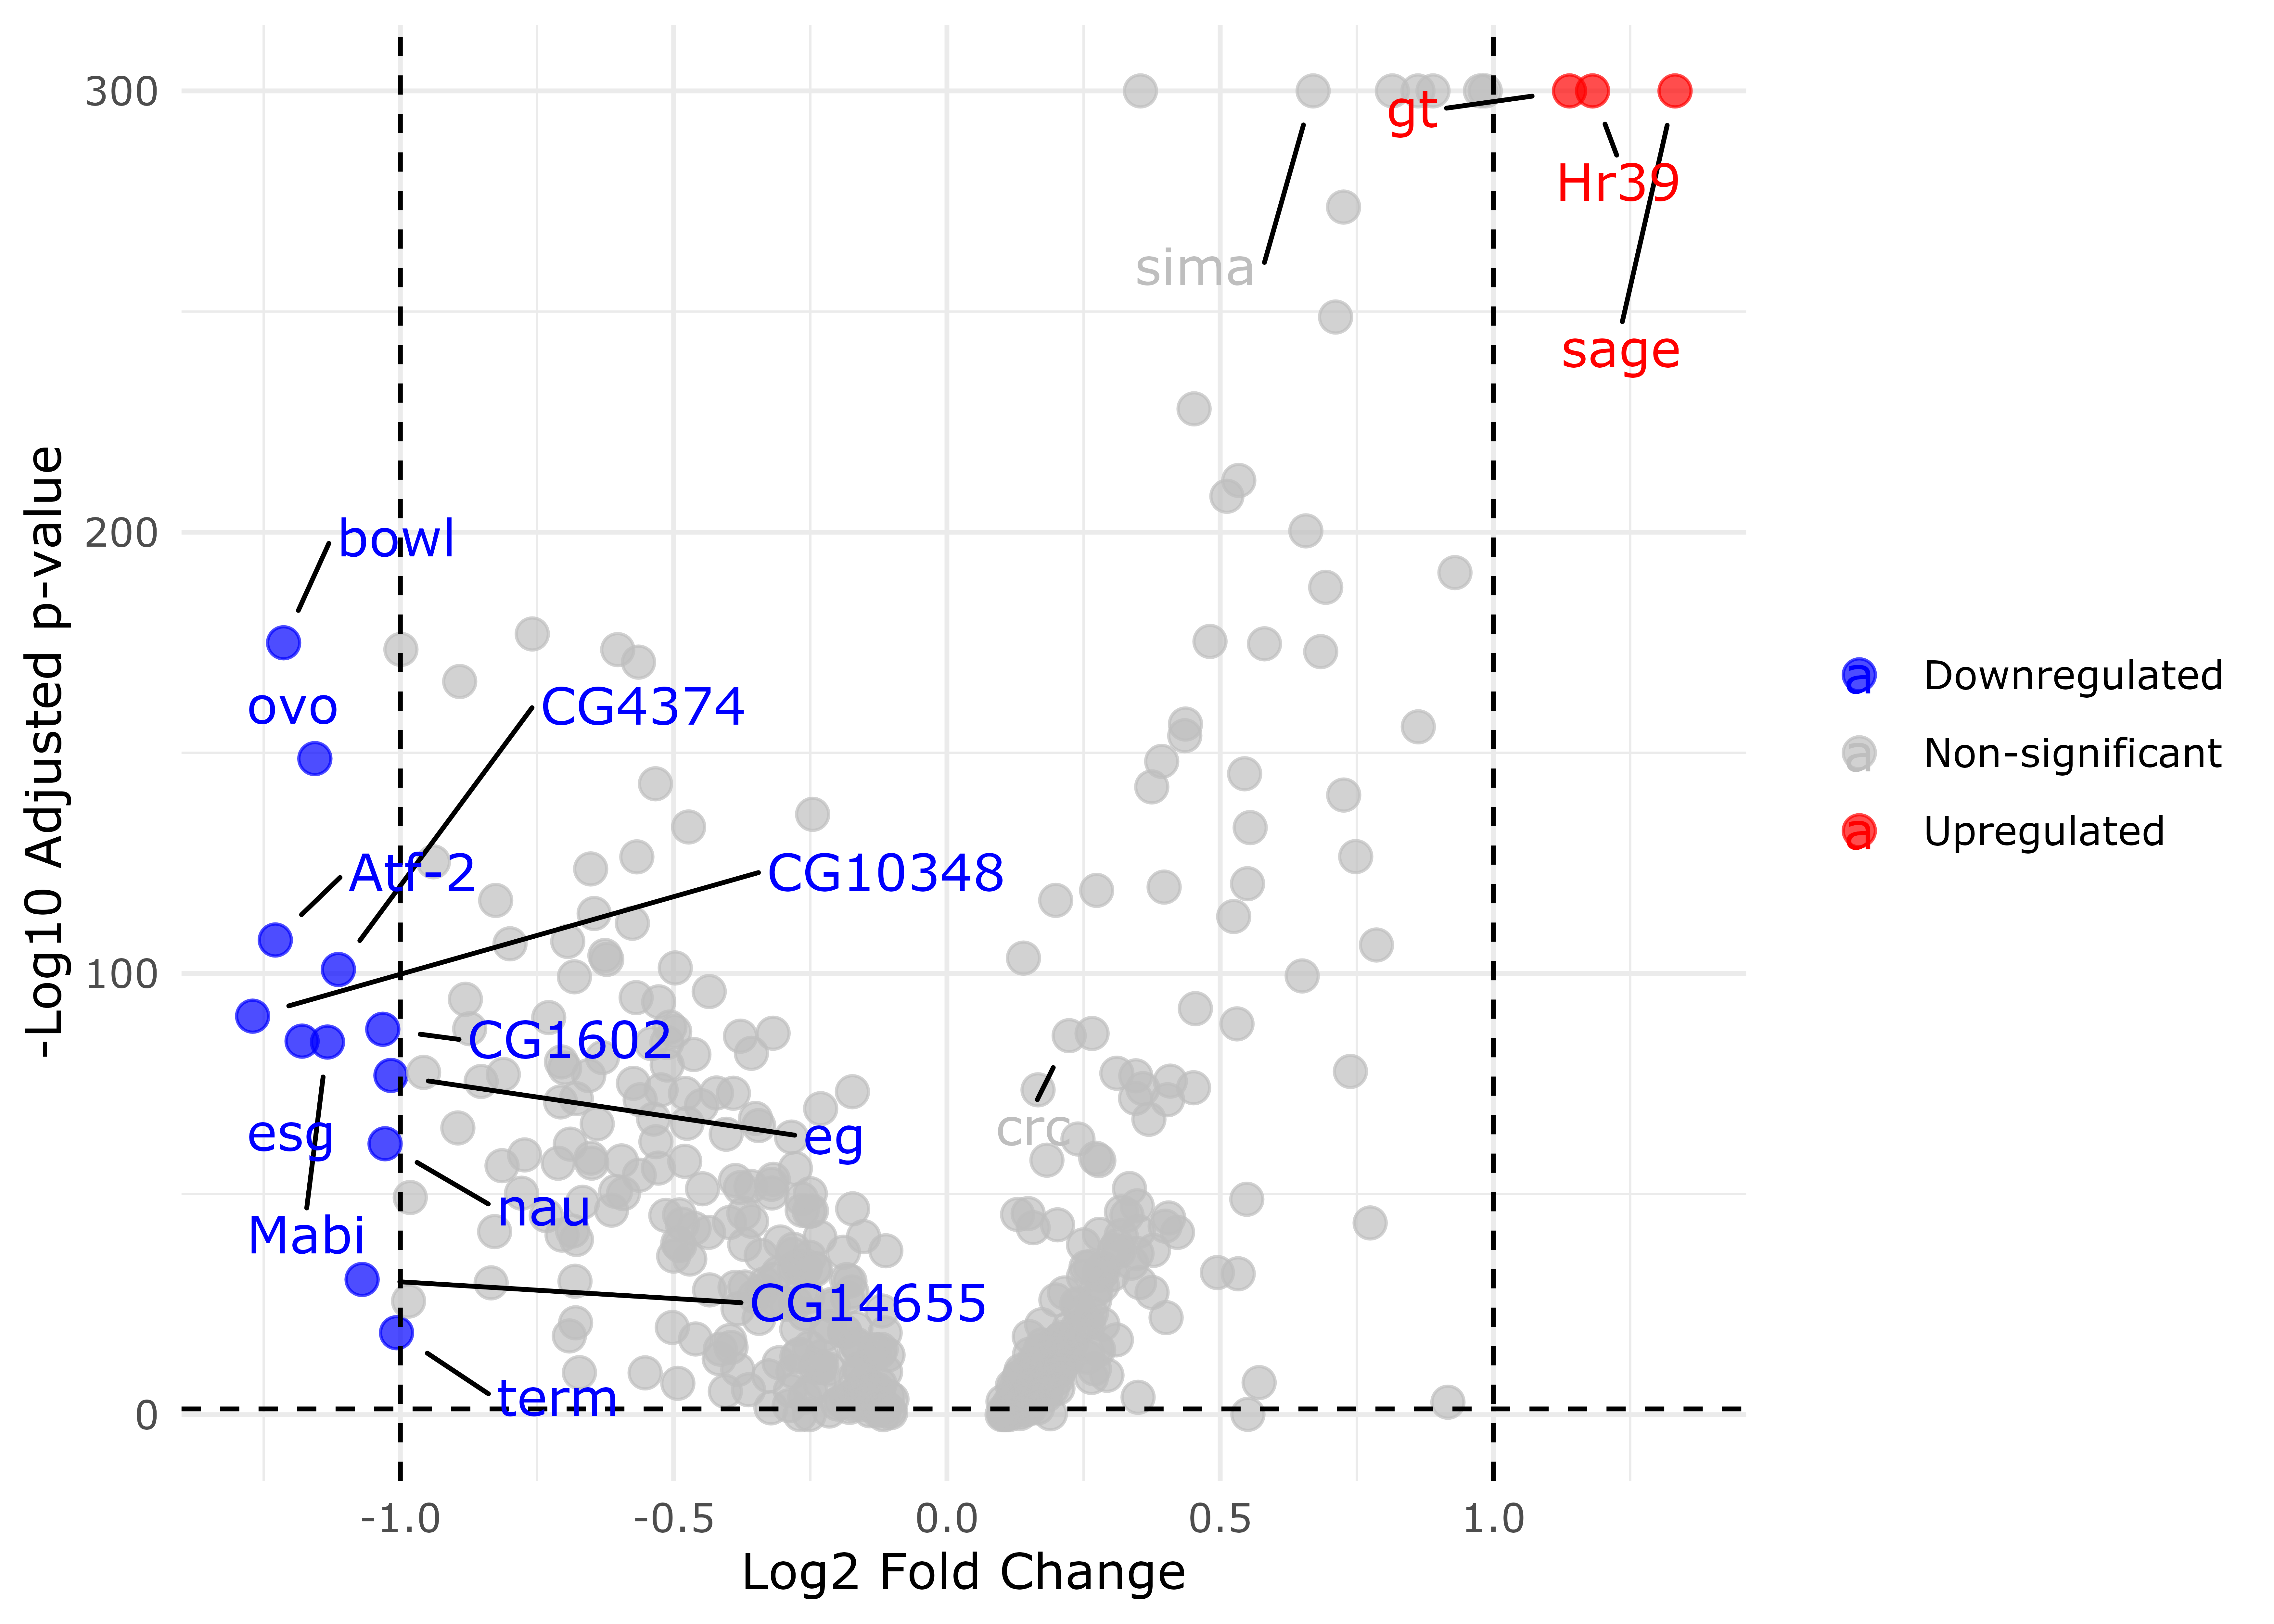 300
gt
Hr39
sima
sage
200
bowl
ovo
CG4374
Atf-2
CG10348
100
CG1602
esg
crc
eg
nau
Mabi
CG14655
term
0
-1.0
-0.5
0.0
0.5
1.0
Log2 Fold Change
-Log10 Adjusted p-value
a Downregulated
a Non-significant
a Upregulated